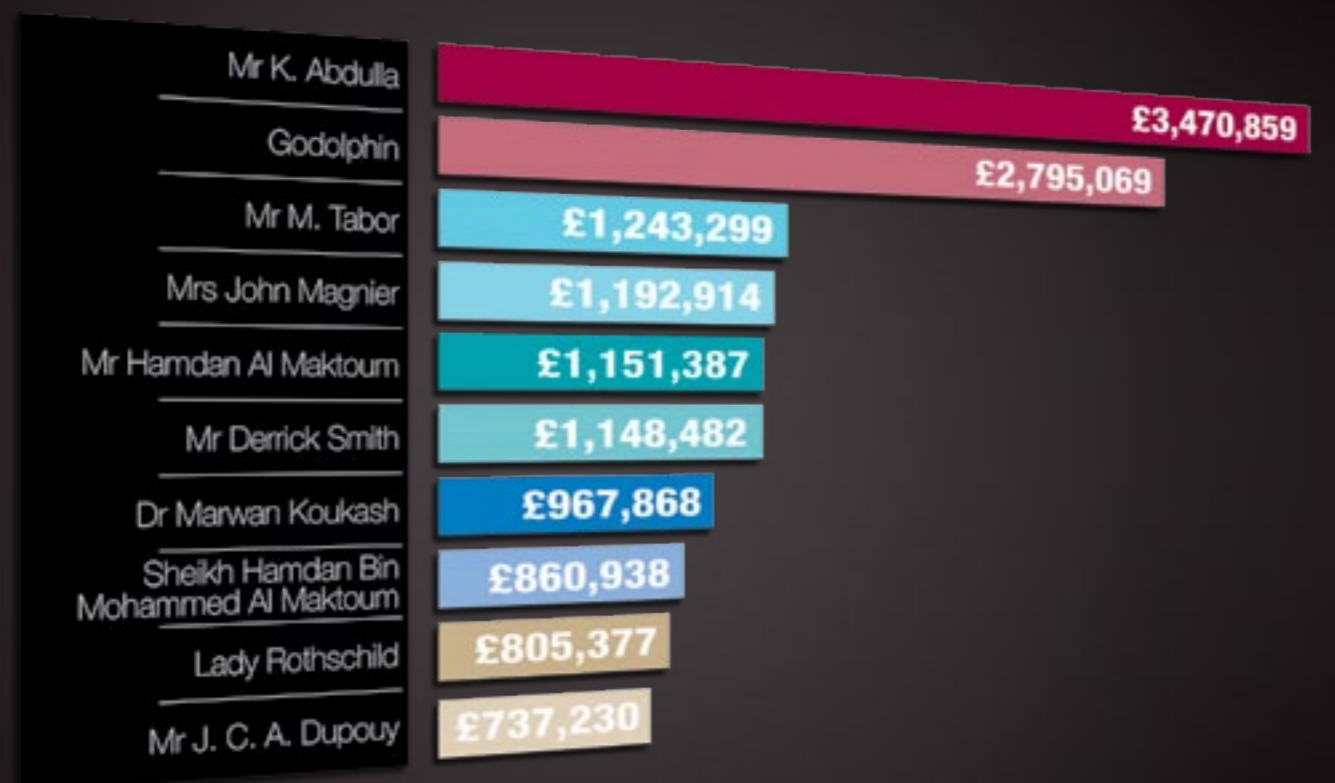 Mr K. Abdulla £3,470,859
Godolphin £2,795,069
Mr M. Tabor £1,243,299
Mrs John Magnier £1,192,914
Mr Hamdan Al Maktoum £1,151,387
Mr Derrick Smith £1,148,482
Dr Marwan Koukash £967,868
Sheikh Hamdan Bin
Mohammed Al Maktoum £860,938
Lady Rothschild £805,377
Mr J. C. A. Dupouy £737,230